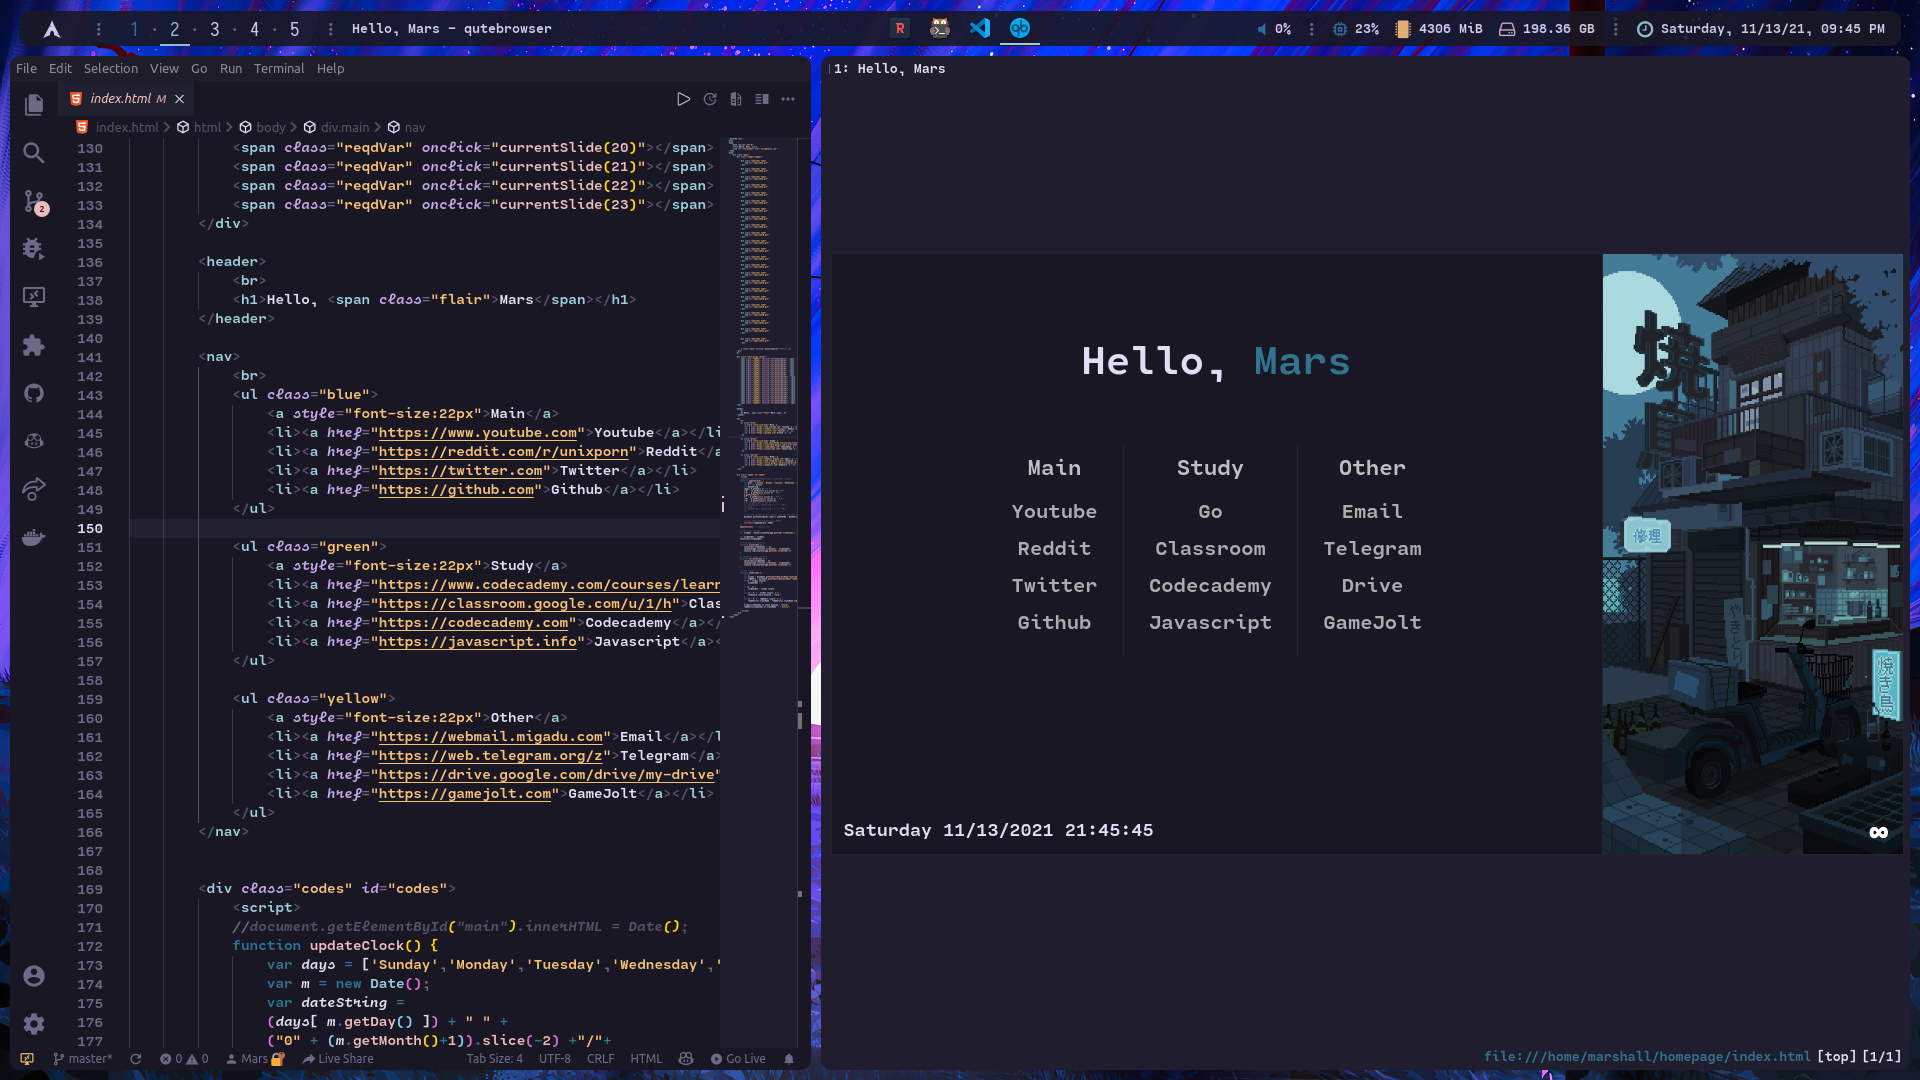 1 · 2 · 3 · 4 · 5
Hello, Mars - qutebrowser
R
qb
0%
23%
4306 MiB
198.36 GB
Saturday, 11/13/21, 09:45 PM
File Edit Selection View Go Run Terminal Help
index.html M
index.html > html > body > div.main > nav
130 <span class="reqdVar" onclick="currentSlide(20)"></span>
131 <span class="reqdVar" onclick="currentSlide(21)"></span>
132 <span class="reqdVar" onclick="currentSlide(22)"></span>
133 <span class="reqdVar" onclick="currentSlide(23)"></span>
134 </div>
135
136 <header>
137 <br>
138 <h1>Hello, <span class="flair">Mars</span></h1>
139 </header>
140
141 <nav>
142 <br>
143 <ul class="blue">
144 <a style="font-size:22px">Main</a>
145 <li><a href="https://www.youtube.com">Youtube</a></li
146 <li><a href="https://reddit.com/r/unixporn">Reddit</a
147 <li><a href="https://twitter.com">Twitter</a></li>
148 <li><a href="https://github.com">Github</a></li>
149 </ul>
150
151 <ul class="green">
152 <a style="font-size:22px">Study</a>
153 <li><a href="https://www.codecademy.com/courses/learn
154 <li><a href="https://classroom.google.com/u/1/h">Clas
155 <li><a href="https://codecademy.com">Codecademy</a></
156 <li><a href="https://javascript.info">Javascript</a><
157 </ul>
158
159 <ul class="yellow">
160 <a style="font-size:22px">Other</a>
161 <li><a href="https://webmail.migadu.com">Email</a></l
162 <li><a href="https://web.telegram.org/z">Telegram</a>
163 <li><a href="https://drive.google.com/drive/my-drive"
164 <li><a href="https://gamejolt.com">GameJolt</a></li>
165 </ul>
166 </nav>
167
168
169 <div class="codes" id="codes">
170 <script>
171 //document.getElementById("main").innerHTML = Date();
172 function updateClock() {
173 var days = ['Sunday','Monday','Tuesday','Wednesday','
174 var m = new Date();
175 var dateString =
176 (days[ m.getDay() ]) + " " +
177 ("0" + (m.getMonth()+1)).slice(-2) +"/"+
2
master* 0 0 Mars Live Share Tab Size: 4 UTF-8 CRLF HTML Go Live
1: Hello, Mars
Hello, Mars
Main Study Other
Youtube Go Email
Reddit Classroom Telegram
Twitter Codecademy Drive
Github Javascript GameJolt
Saturday 11/13/2021 21:45:45
焼
修理
やきとり
焼き鳥
∞
file:///home/marshall/homepage/index.html [top] [1/1]